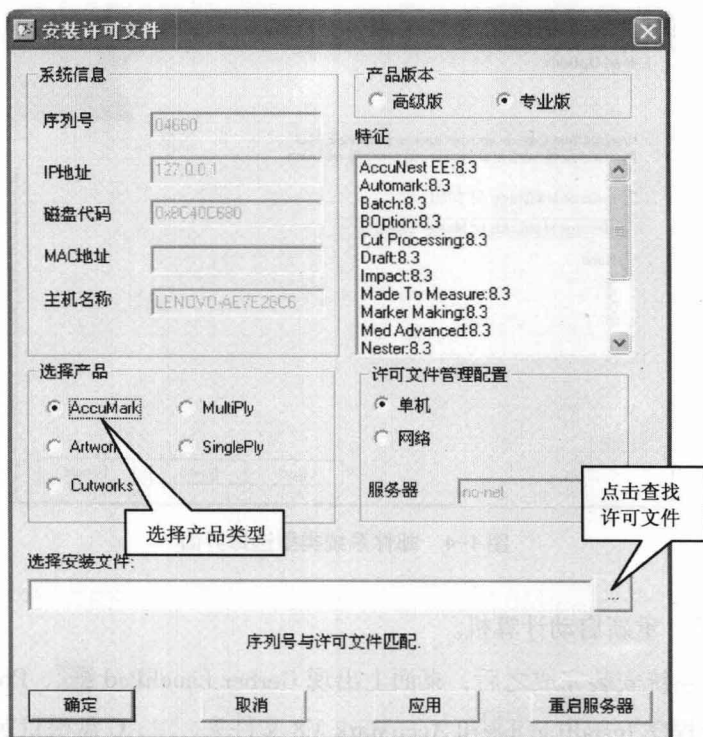 安装许可文件
系统信息
序列号 04660
IP地址 127.0.0.1
磁盘代码 0x8C40C680
MAC地址
主机名称 LENOVO-AE7E28C6
产品版本
高级版 专业版
特征
AccuNest EE:8.3
Automark:8.3
Batch:8.3
BOption:8.3
Cut Processing:8.3
Draft:8.3
Impact:8.3
Made To Measure:8.3
Marker Making:8.3
Med Advanced:8.3
Nester:8.3
选择产品
AccuMark MultiPly
Artwork SinglePly
Cutworks
选择产品类型
许可文件管理配置
单机
网络
服务器 no-net
点击查找
许可文件
选择安装文件:
...
序列号与许可文件匹配.
确定 取消 应用 重启服务器